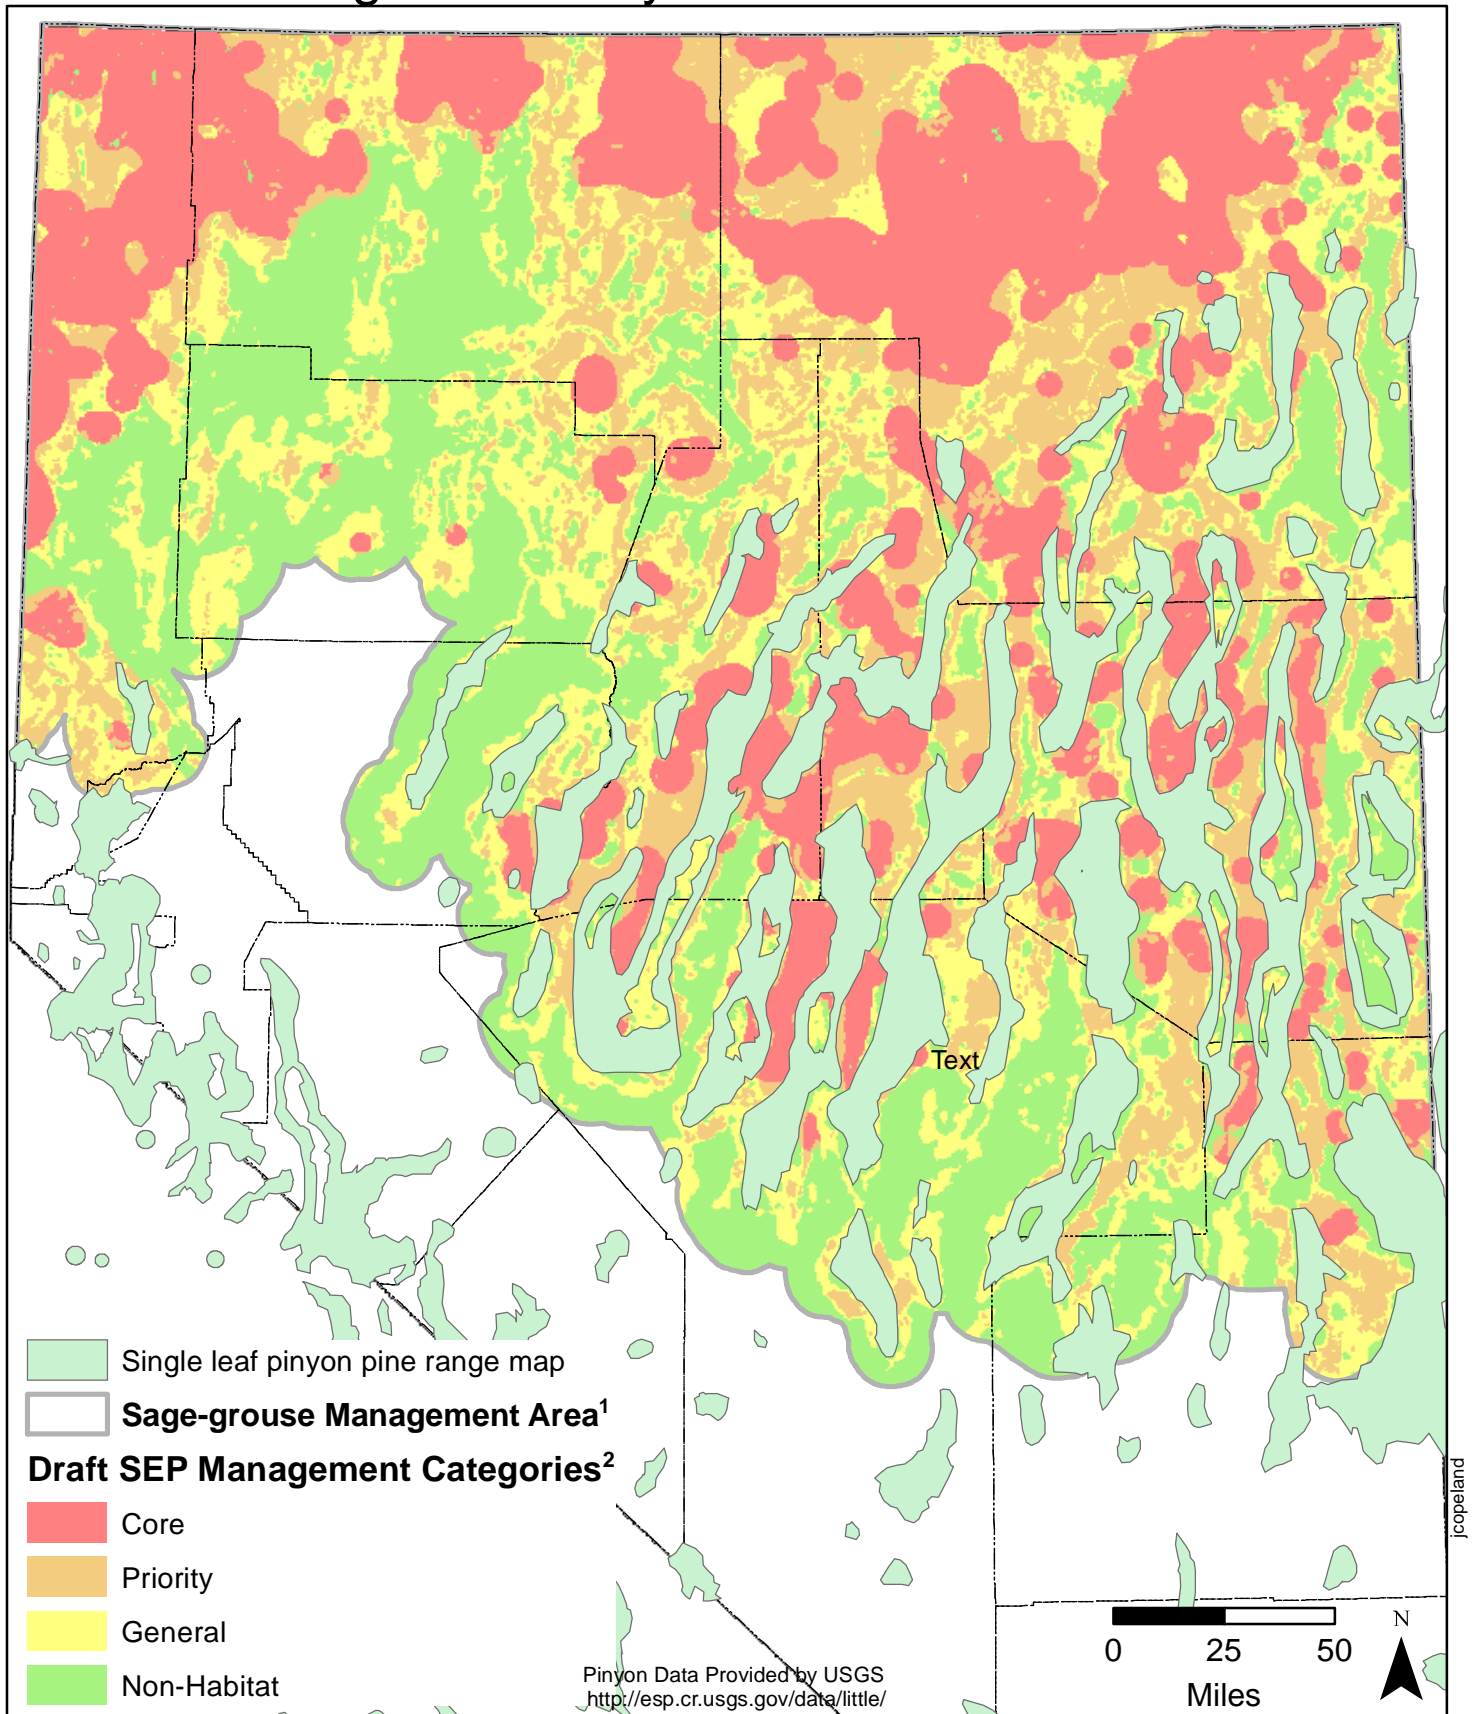 Text
Single leaf pinyon pine range map
Sage-grouse Management Area1
Draft SEP Management Categories2
Core
Priority
General
Non-Habitat
Pinyon Data Provided by USGS
http://esp.cr.usgs.gov/data/little/
0 25 50
Miles
N
jcopeland